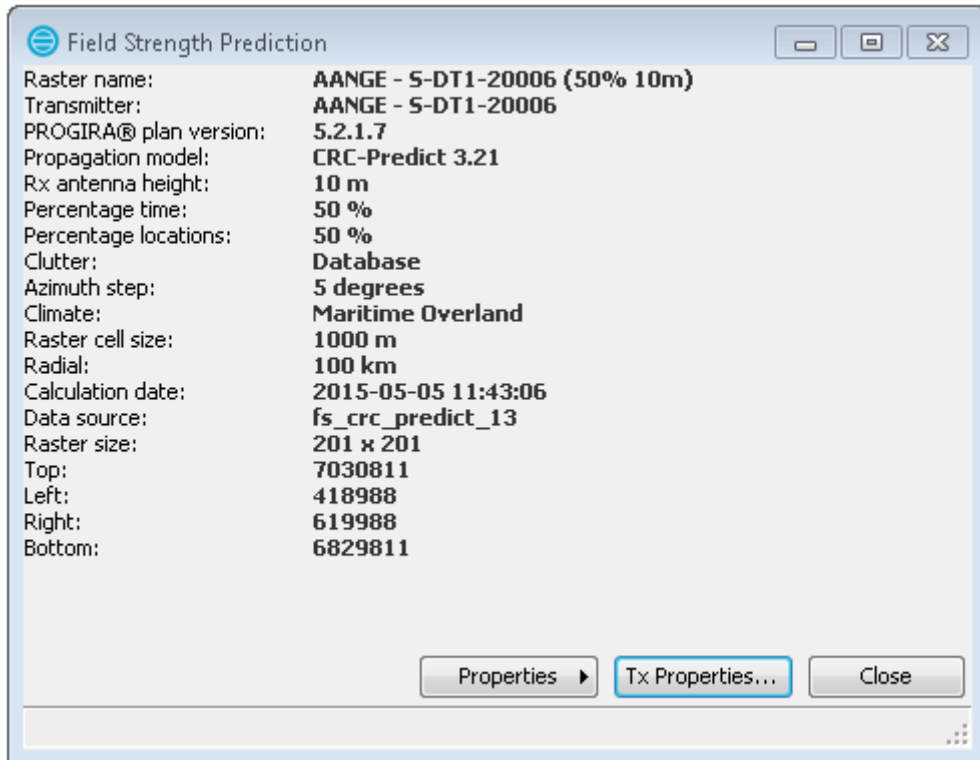 Field Strength Prediction
Raster name: AANGE - S-DT1-20006 (50% 10m)
Transmitter: AANGE - S-DT1-20006
PROGIRA® plan version: 5.2.1.7
Propagation model: CRC-Predict 3.21
Rx antenna height: 10 m
Percentage time: 50 %
Percentage locations: 50 %
Clutter: Database
Azimuth step: 5 degrees
Climate: Maritime Overland
Raster cell size: 1000 m
Radial: 100 km
Calculation date: 2015-05-05 11:43:06
Data source: fs_crc_predict_13
Raster size: 201 x 201
Top: 7030811
Left: 418988
Right: 619988
Bottom: 6829811
Properties Tx Properties... Close